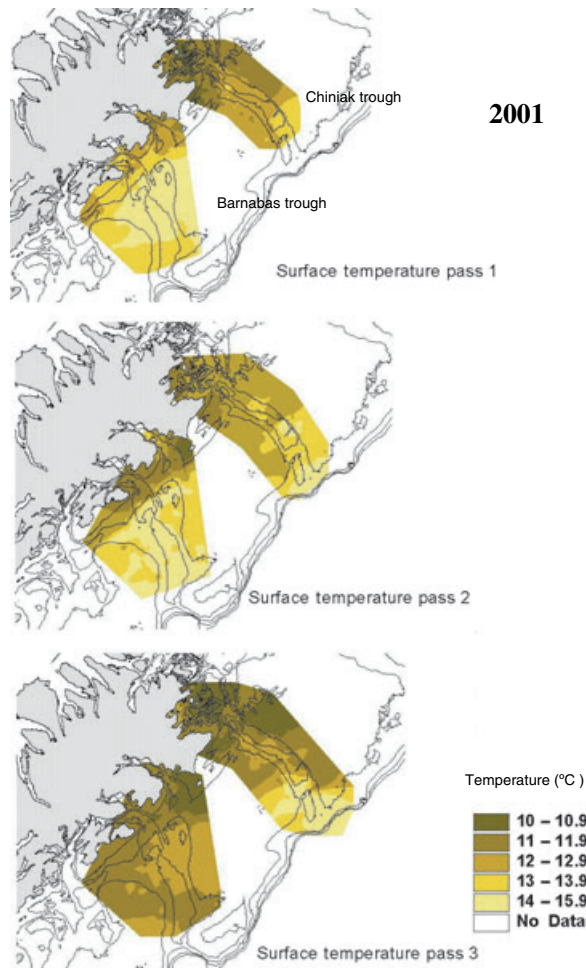 Chiniak trough
2001
Barnabas trough
Surface temperature pass 1
Surface temperature pass 2
Surface temperature pass 3
Temperature (°C )
10 – 10.9
11 – 11.9
12 – 12.9
13 – 13.9
14 – 15.9
No Data